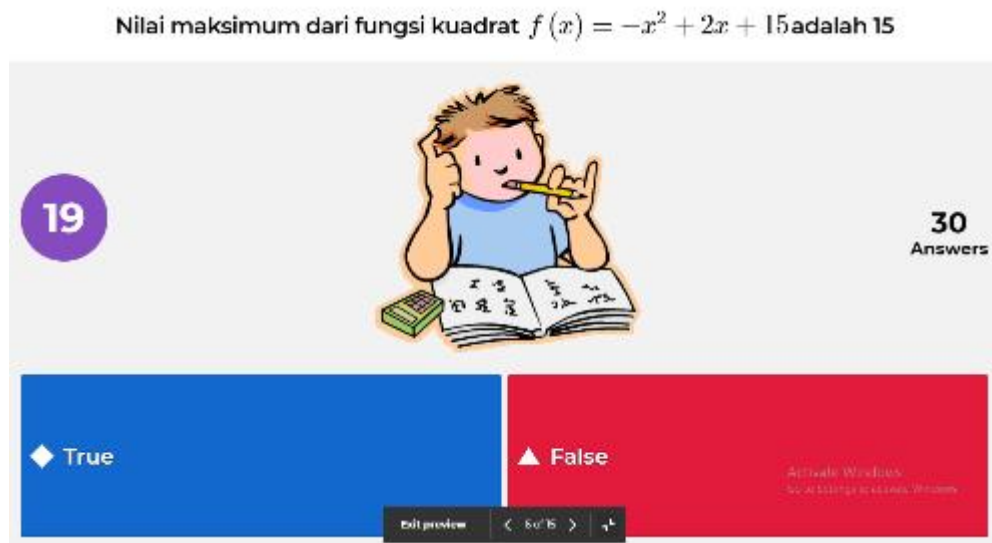 Nilai maksimum dari fungsi kuadrat f (x) = −x² + 2x + 15 adalah 15
19
30
Answers
True
False
Activate Windows
Exit preview